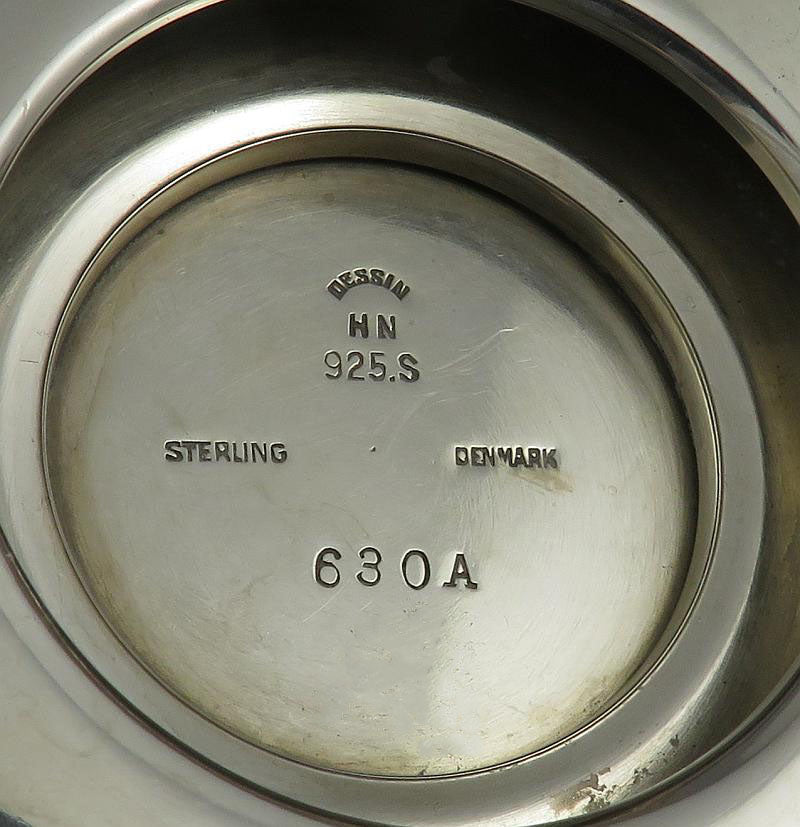 DESSIN
HN
925.S
STERLING DENMARK
630A